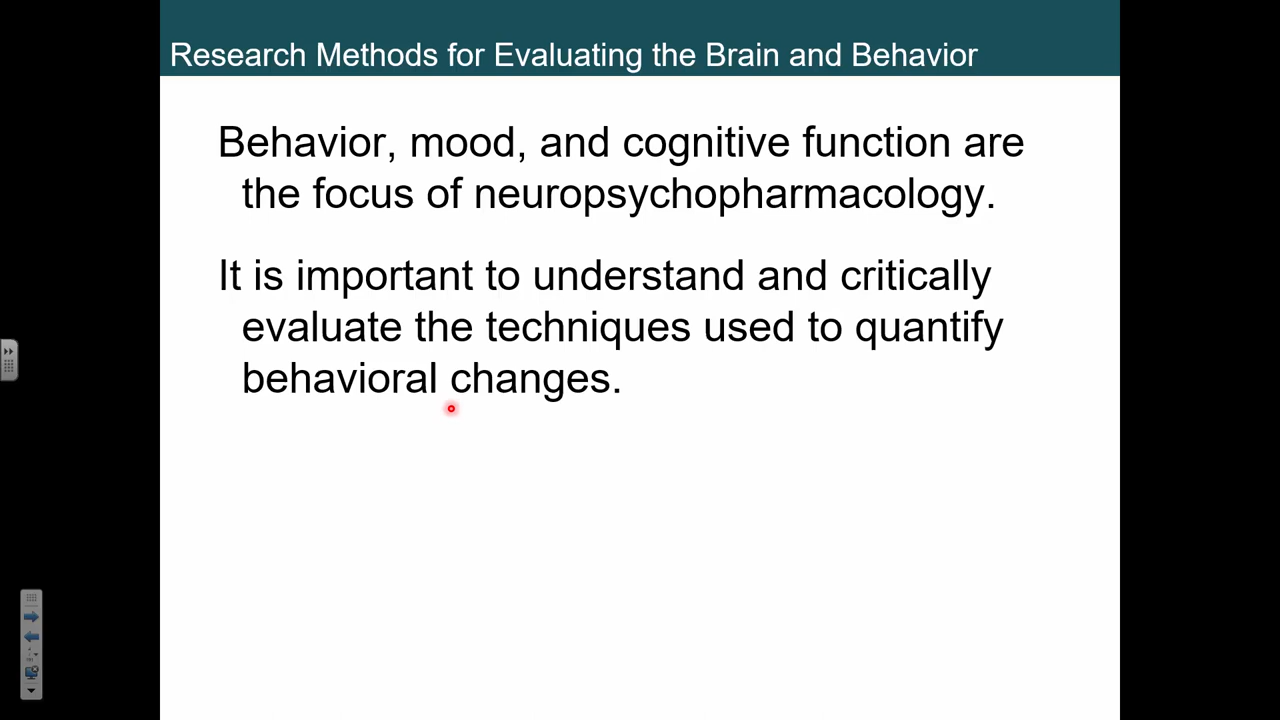 Research Methods for Evaluating the Brain and Behavior
Behavior, mood, and cognitive function are
the focus of neuropsychopharmacology.
It is important to understand and critically
evaluate the techniques used to quantify
behavioral changes.